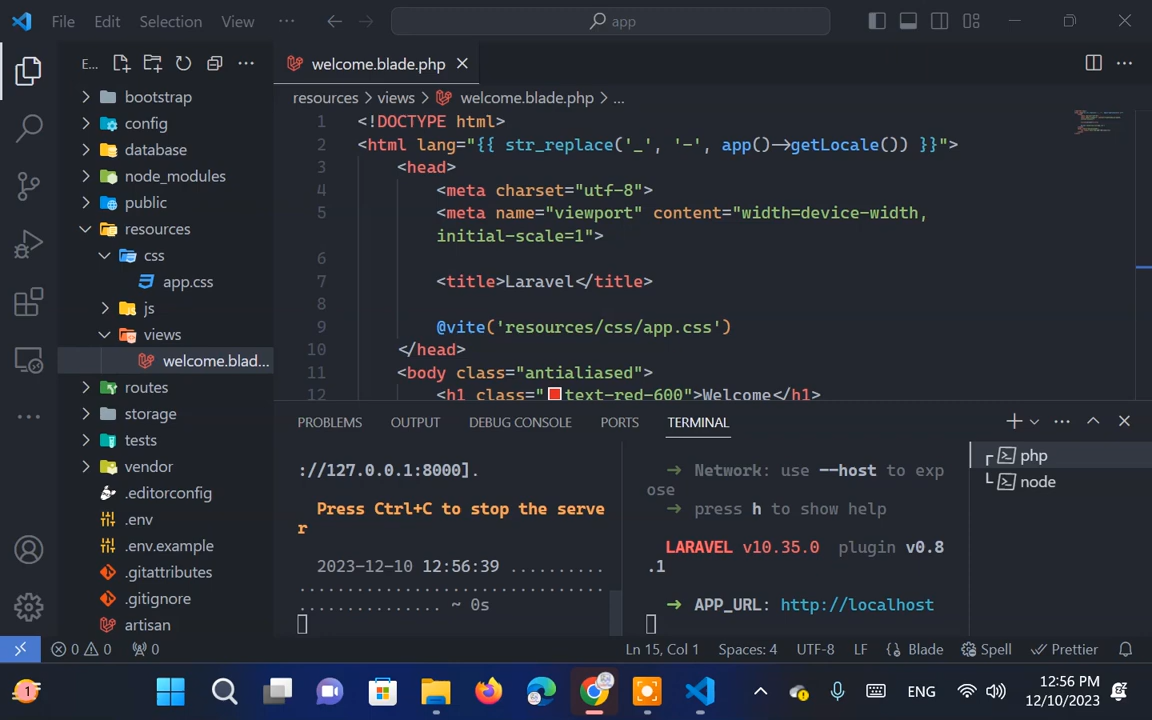 File Edit Selection View ··· app
E... welcome.blade.php
bootstrap
config
database
node_modules
public
resources
css
app.css
js
views
welcome.blad...
routes
storage
tests
vendor
.editorconfig
.env
.env.example
.gitattributes
.gitignore
artisan
resources > views > welcome.blade.php > ...
1 <!DOCTYPE html>
2 <html lang="{{ str_replace('_', '-', app()->getLocale()) }}">
3 <head>
4 <meta charset="utf-8">
5 <meta name="viewport" content="width=device-width,
initial-scale=1">
6
7 <title>Laravel</title>
8
9 @vite('resources/css/app.css')
10 </head>
11 <body class="antialiased">
12 <h1 class="text-red-600">Welcome</h1>
PROBLEMS OUTPUT DEBUG CONSOLE PORTS TERMINAL
://127.0.0.1:8000].
Press Ctrl+C to stop the serve
r
2023-12-10 12:56:39 ..........
...............................
............... ~ 0s
→ Network: use --host to exp
ose
→ press h to show help
LARAVEL v10.35.0 plugin v0.8
.1
→ APP_URL: http://localhost
php
node
0 0 0 Ln 15, Col 1 Spaces: 4 UTF-8 LF Blade Spell Prettier
1 ENG 12:56 PM
12/10/2023